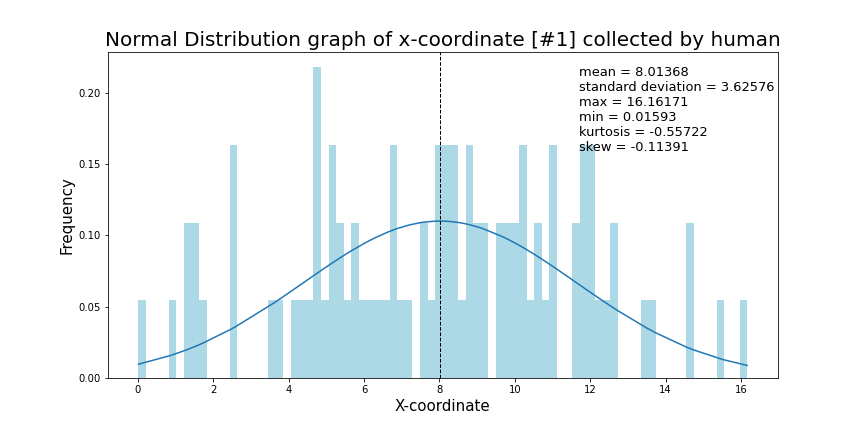 Normal Distribution graph of x-coordinate [#1] collected by human
mean = 8.01368
standard deviation = 3.62576
max = 16.16171
min = 0.01593
kurtosis = -0.55722
skew = -0.11391
Frequency
0.20
0.15
0.10
0.05
0.00
0 2 4 6 8 10 12 14 16
X-coordinate